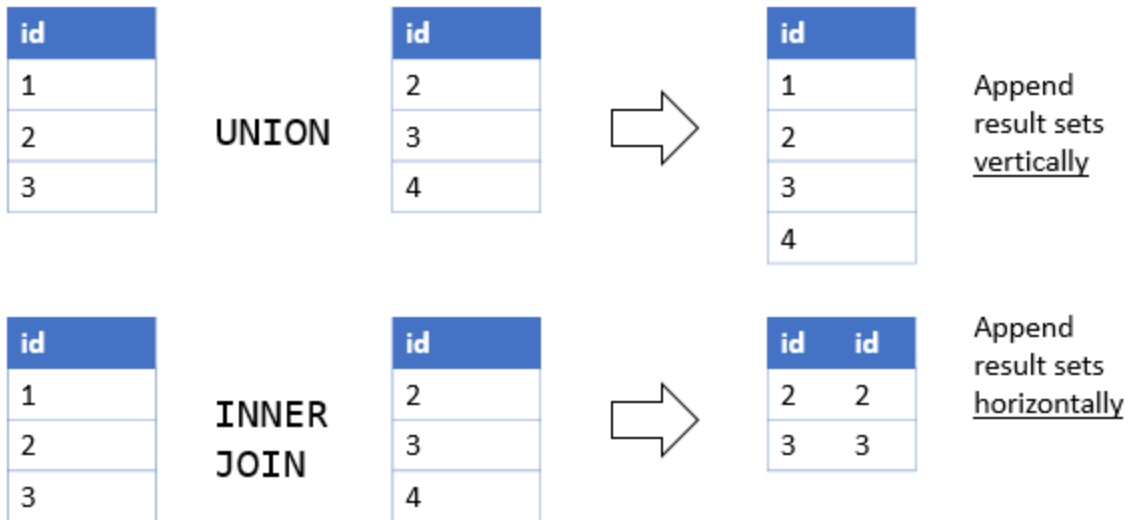 id
1
2
3
UNION
id
2
3
4
id
1
2
3
4
Append
result sets
vertically
id
1
2
3
INNER
JOIN
id
2
3
4
id id
2 2
3 3
Append
result sets
horizontally